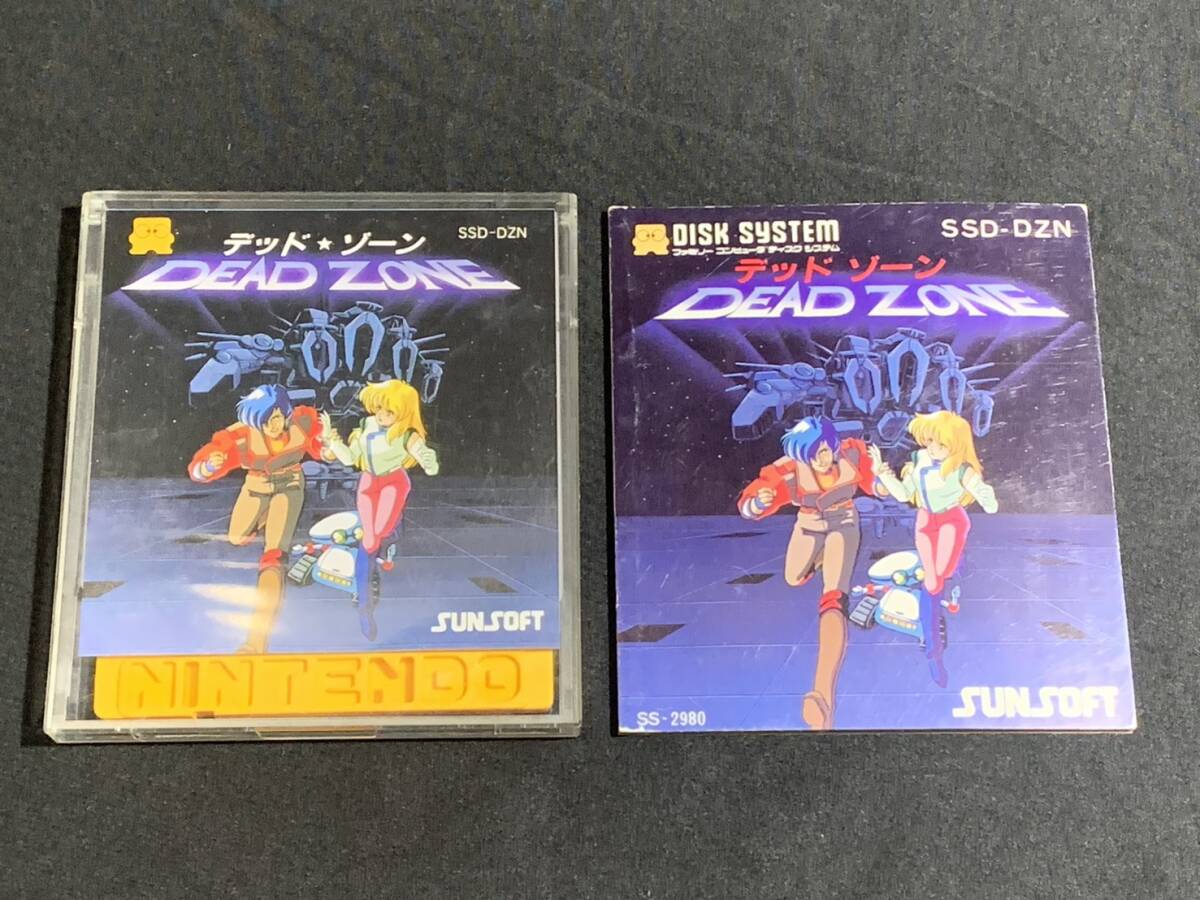 デッド★ゾーン
SSD-DZN
DEAD ZONE
SUNSOFT
NINTENDO
DISK SYSTEM
ファミリー コンピュータ ディスク システム
SSD-DZN
デッド ゾーン
DEAD ZONE
SUNSOFT
SS-2980